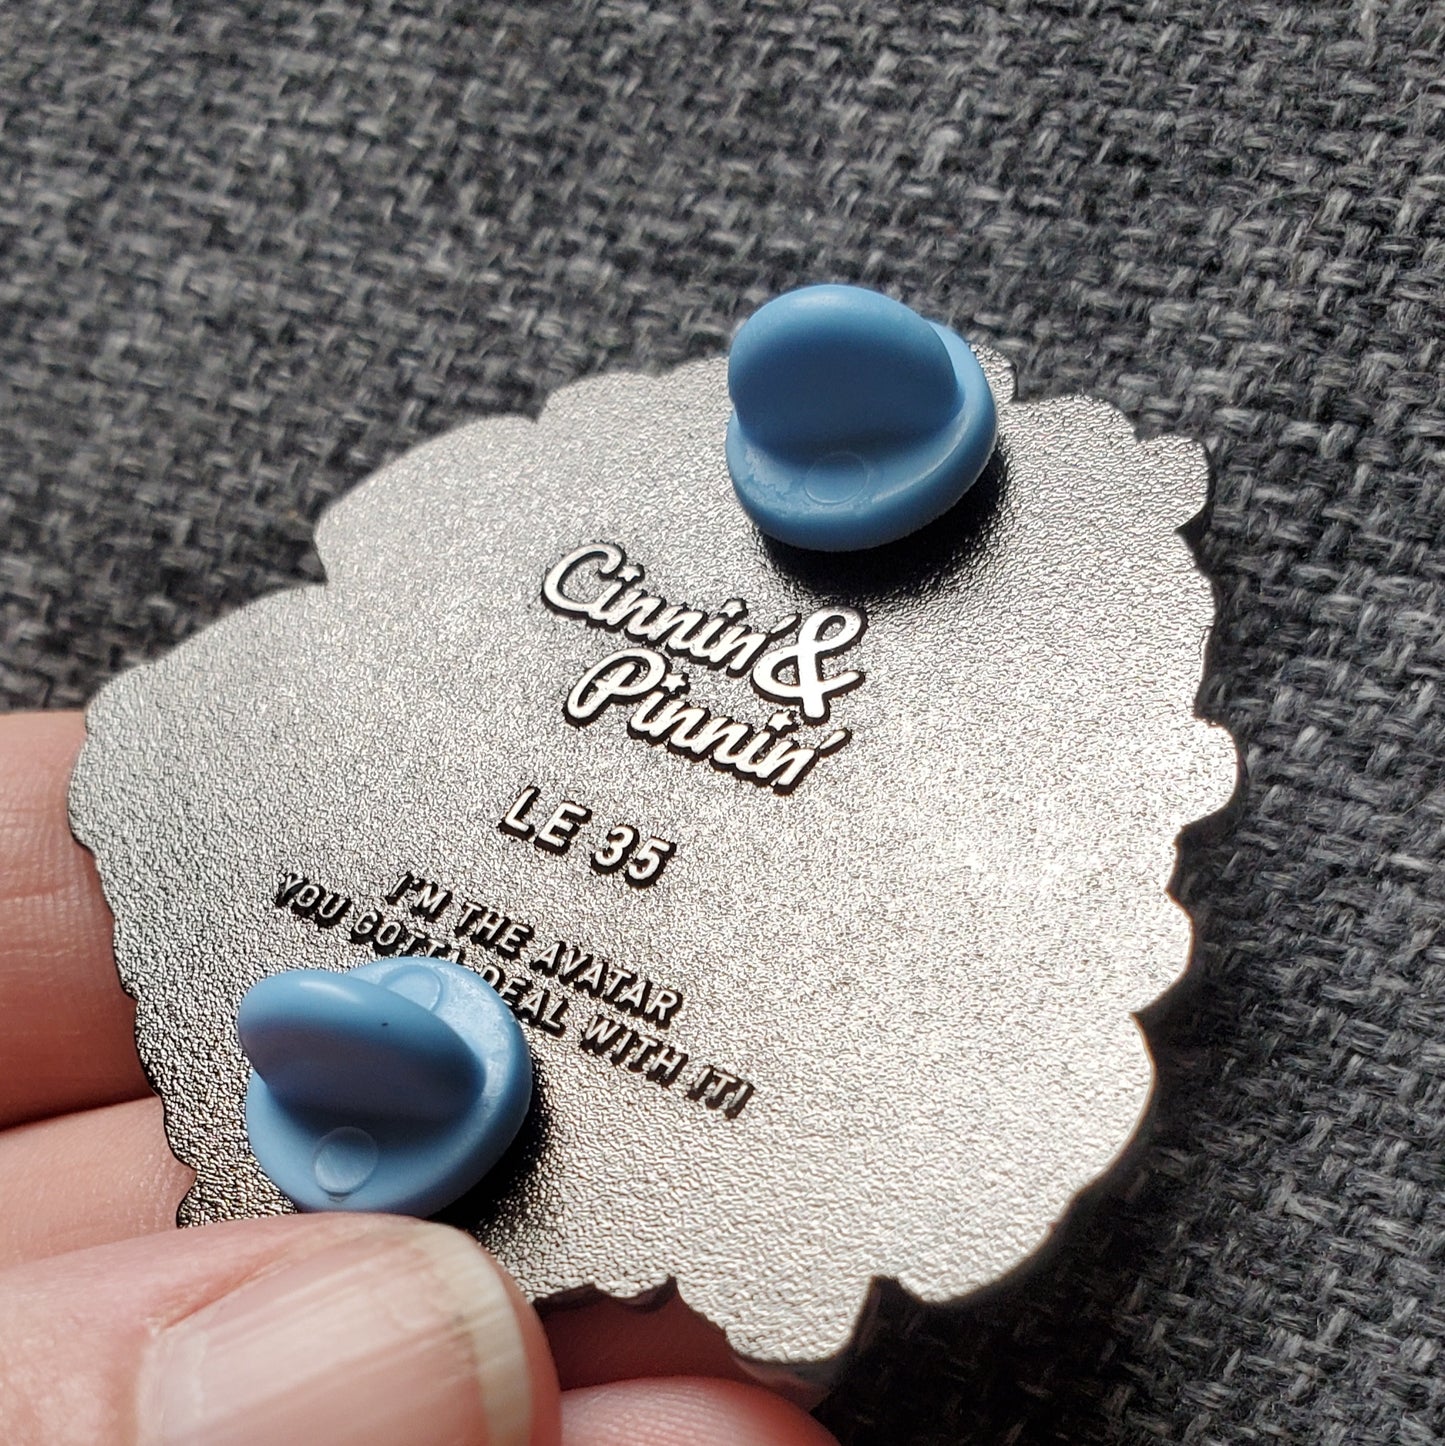 Cinnin' &
Pinnin'
LE 35
I'M THE AVATAR
YOU GOTTA DEAL WITH IT!